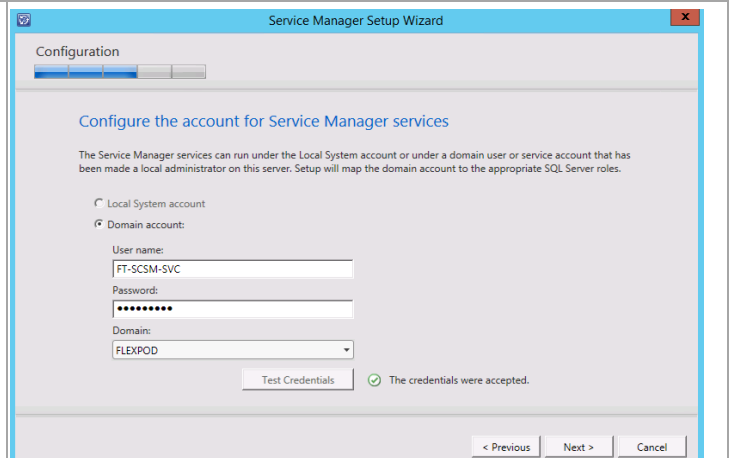 Service Manager Setup Wizard
x
Configuration
Configure the account for Service Manager services
The Service Manager services can run under the Local System account or under a domain user or service account that has
been made a local administrator on this server. Setup will map the domain account to the appropriate SQL Server roles.
Local System account
Domain account:
User name:
FT-SCSM-SVC
Password:
●●●●●●●●●
Domain:
FLEXPOD
Test Credentials The credentials were accepted.
< Previous Next > Cancel